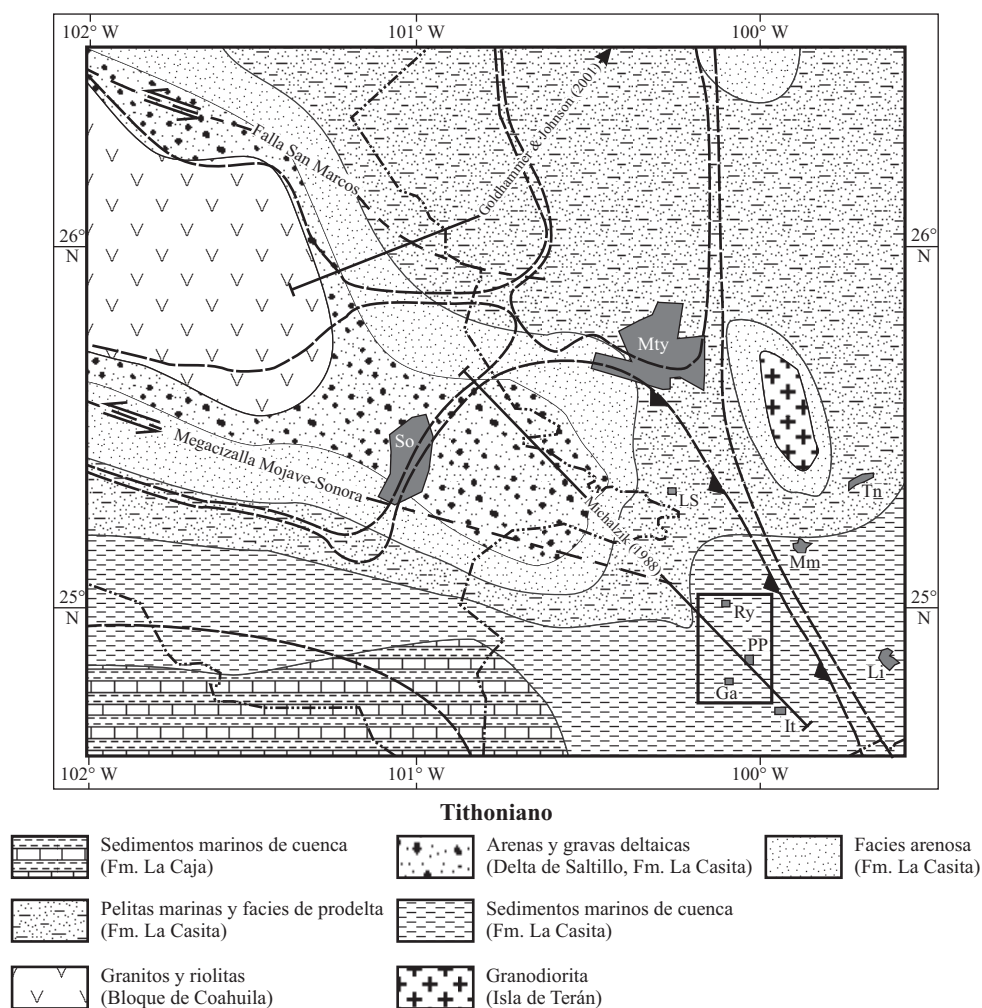 102° W
101° W
100° W
Falla San Marcos
Goldhammer & Johnson (2001)
26°
N
26°
N
Mty
So
Megacizalla Mojave-Sonora
Michalzik (1988)
LS
Tn
Mm
25°
N
25°
N
Ry
PP
Ga
Li
It
102° W
101° W
100° W
Tithoniano
Sedimentos marinos de cuenca
(Fm. La Caja)
Arenas y gravas deltaicas
(Delta de Saltillo, Fm. La Casita)
Facies arenosa
(Fm. La Casita)
Pelitas marinas y facies de prodelta
(Fm. La Casita)
Sedimentos marinos de cuenca
(Fm. La Casita)
Granitos y riolitas
(Bloque de Coahuila)
Granodiorita
(Isla de Terán)